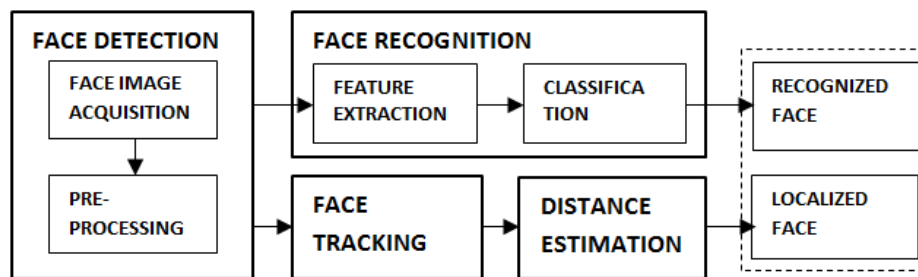 FACE DETECTION
FACE IMAGE
ACQUISITION
PRE-
PROCESSING
FACE RECOGNITION
FEATURE
EXTRACTION
CLASSIFICA
TION
RECOGNIZED
FACE
FACE
TRACKING
DISTANCE
ESTIMATION
LOCALIZED
FACE